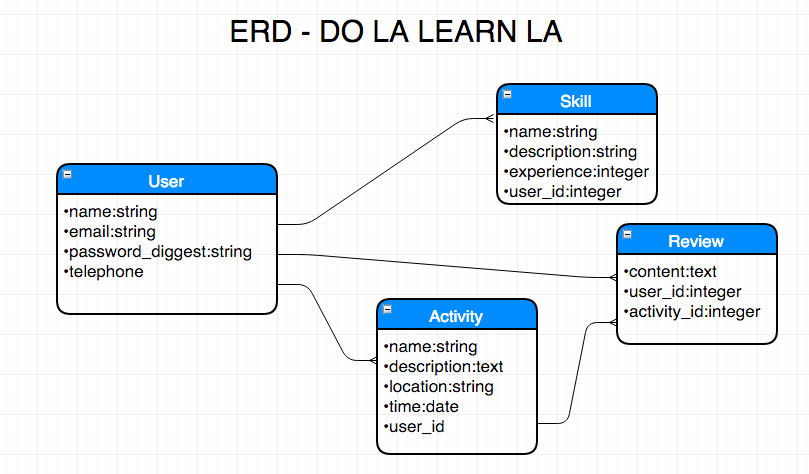 ERD - DO LA LEARN LA
Skill
•name:string
•description:string
•experience:integer
•user_id:integer
User
•name:string
•email:string
•password_diggest:string
•telephone
Review
•content:text
•user_id:integer
•activity_id:integer
Activity
•name:string
•description:text
•location:string
•time:date
•user_id